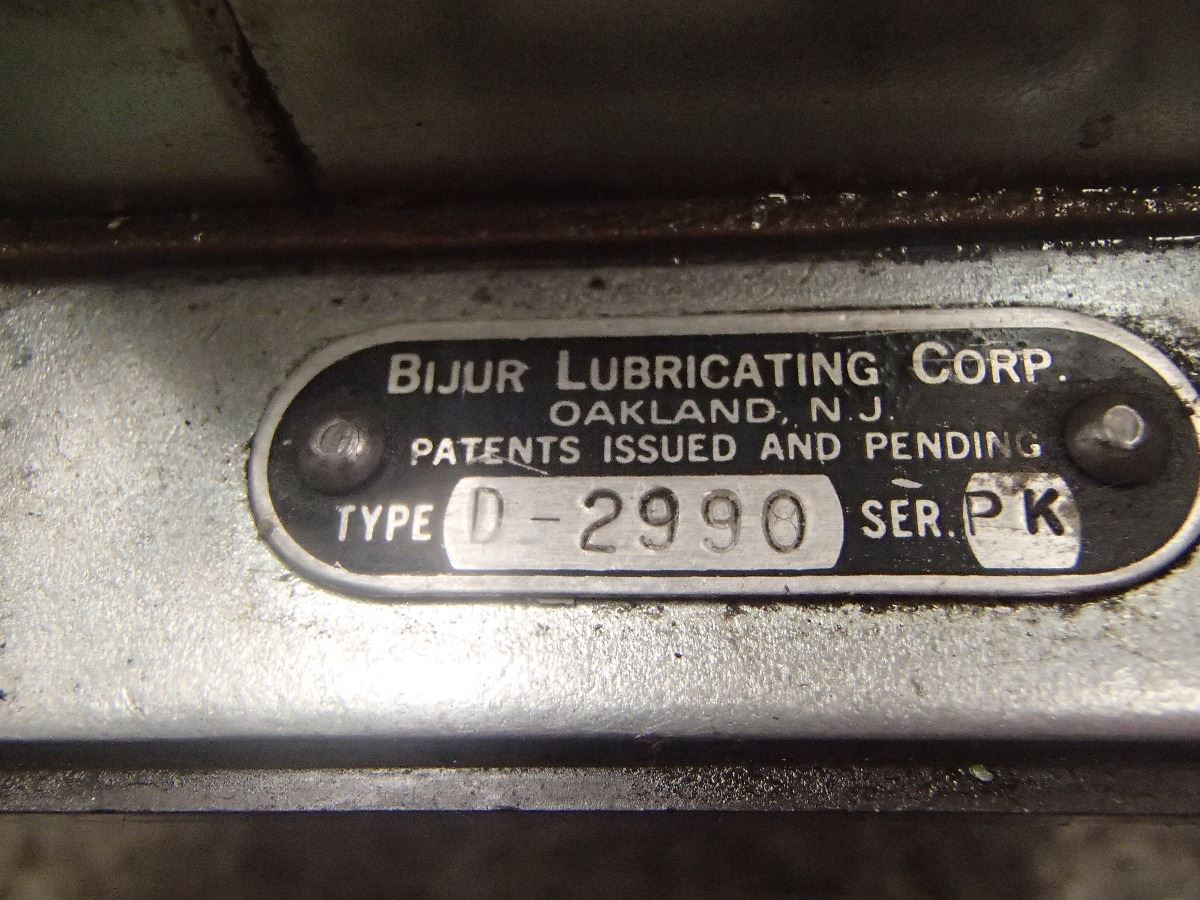 BIJUR LUBRICATING CORP.
OAKLAND, N.J.
PATENTS ISSUED AND PENDING
TYPE D-2990 SER. PK